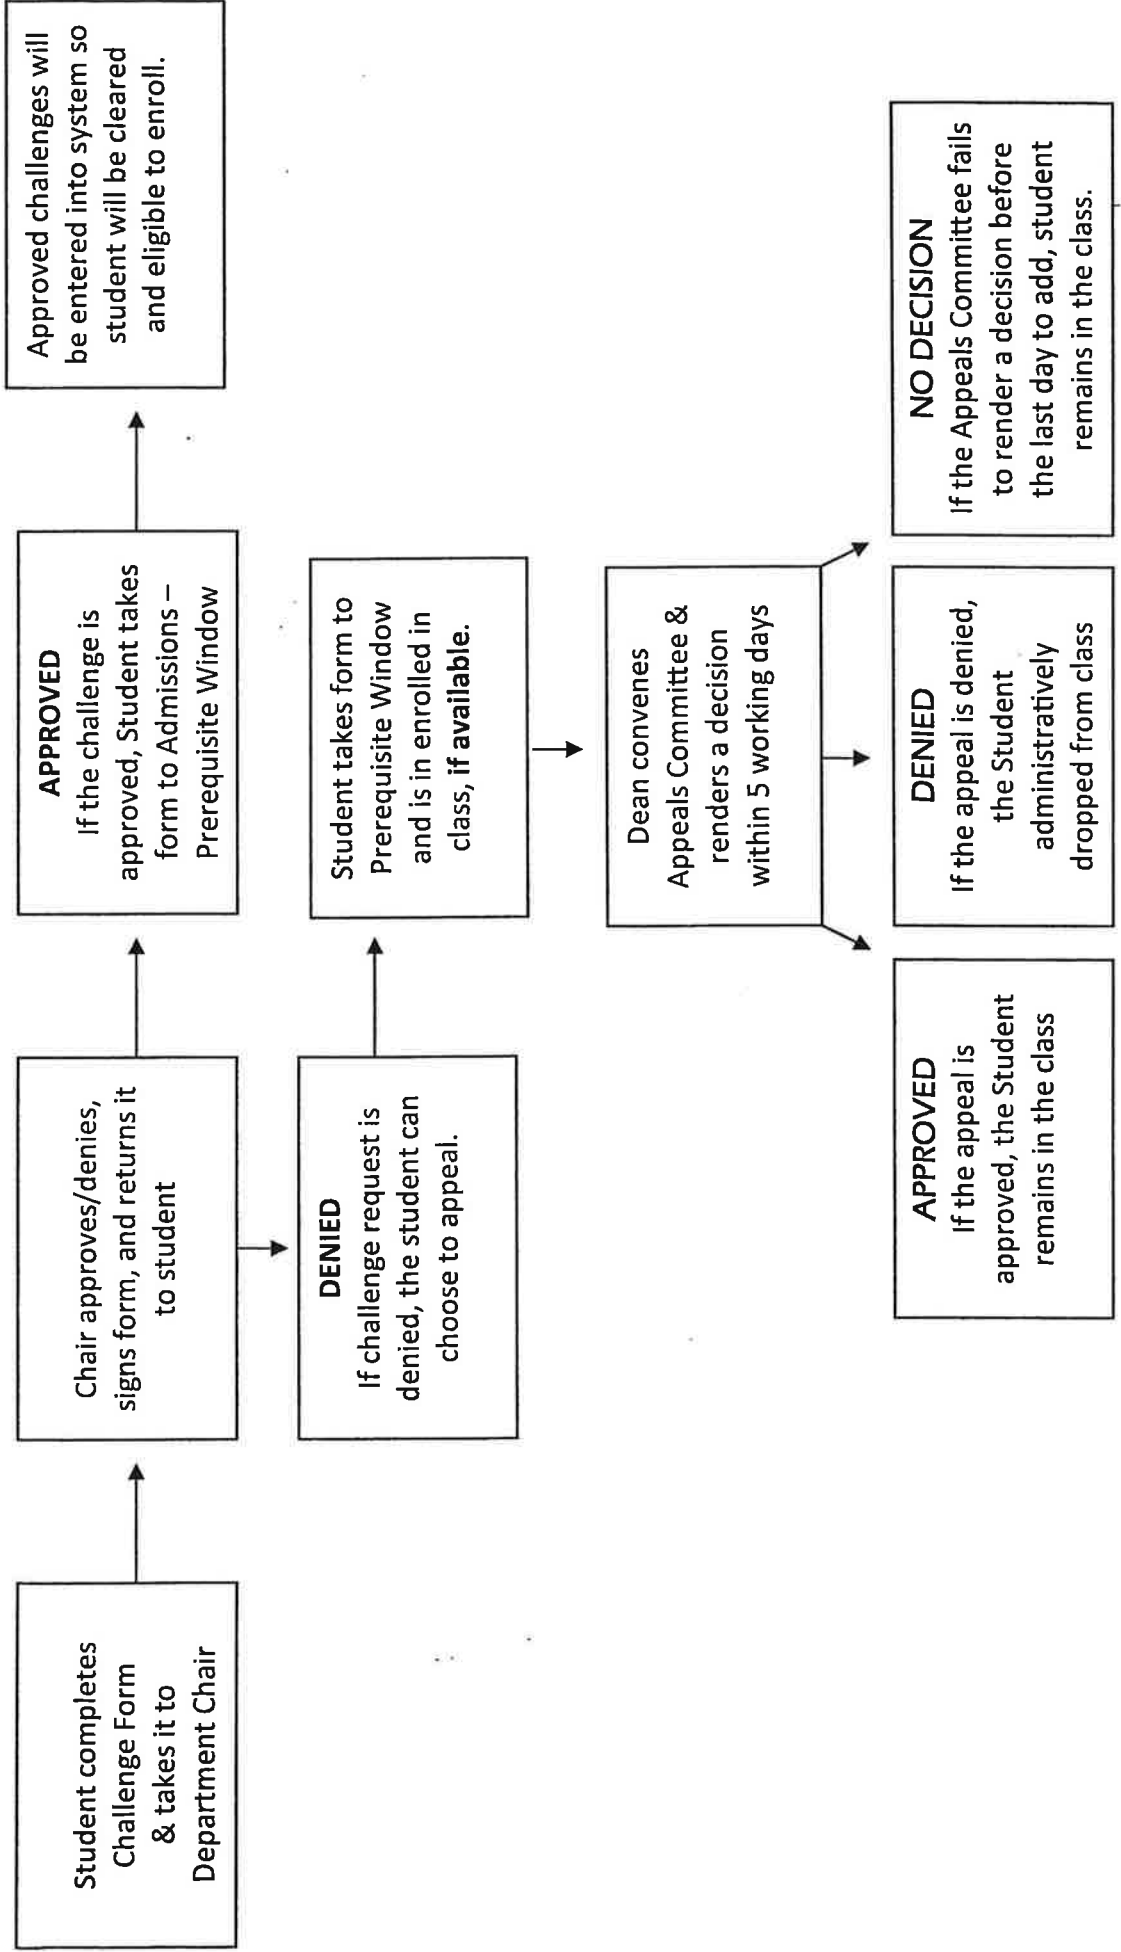 Student completes
Challenge Form
& takes it to
Department Chair
Chair approves/denies,
signs form, and returns it
to student
APPROVED
If the challenge is
approved, Student takes
form to Admissions –
Prerequisite Window
Approved challenges will
be entered into system so
student will be cleared
and eligible to enroll.
DENIED
If challenge request is
denied, the student can
choose to appeal.
Student takes form to
Prerequisite Window
and is in enrolled in
class, if available.
Dean convenes
Appeals Committee &
renders a decision
within 5 working days
APPROVED
If the appeal is
approved, the Student
remains in the class
DENIED
If the appeal is denied,
the Student
administratively
dropped from class
NO DECISION
If the Appeals Committee fails
to render a decision before
the last day to add, student
remains in the class.